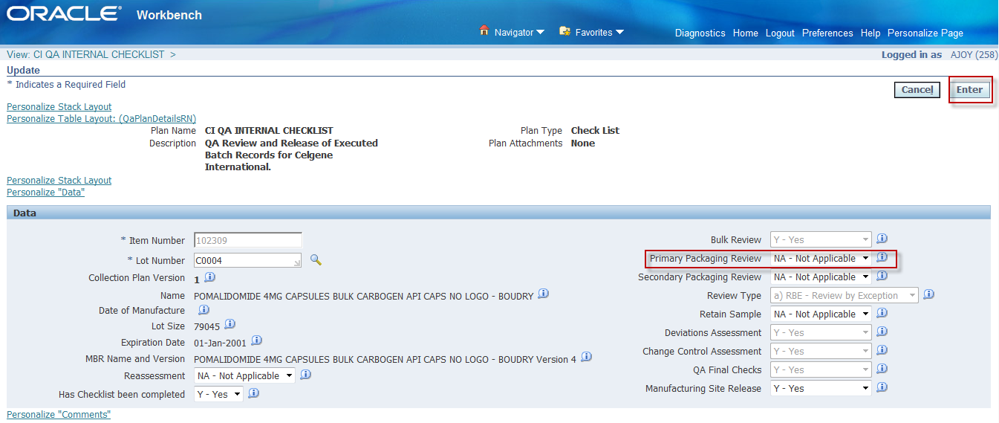 ORACLE® Workbench
Navigator Favorites Diagnostics Home Logout Preferences Help Personalize Page
View: CI QA INTERNAL CHECKLIST > Logged in as AJOY (258)
Update
* Indicates a Required Field
Cancel Enter
Personalize Stack Layout
Personalize Table Layout: (QaPlanDetailsRN)
Plan Name CI QA INTERNAL CHECKLIST
Description QA Review and Release of Executed
Batch Records for Celgene
International.
Plan Type Check List
Plan Attachments None
Personalize Stack Layout
Personalize "Data"
Data
* Item Number 102309
* Lot Number C0004
Collection Plan Version 1
Name POMALIDOMIDE 4MG CAPSULES BULK CARBOGEN API CAPS NO LOGO - BOUDRY
Date of Manufacture
Lot Size 79045
Expiration Date 01-Jan-2001
MBR Name and Version POMALIDOMIDE 4MG CAPSULES BULK CARBOGEN API CAPS NO LOGO - BOUDRY Version 4
Reassessment NA - Not Applicable
Has Checklist been completed Y - Yes
Bulk Review Y - Yes
Primary Packaging Review NA - Not Applicable
Secondary Packaging Review NA - Not Applicable
Review Type a) RBE - Review by Exception
Retain Sample NA - Not Applicable
Deviations Assessment Y - Yes
Change Control Assessment Y - Yes
QA Final Checks Y - Yes
Manufacturing Site Release Y - Yes
Personalize "Comments"